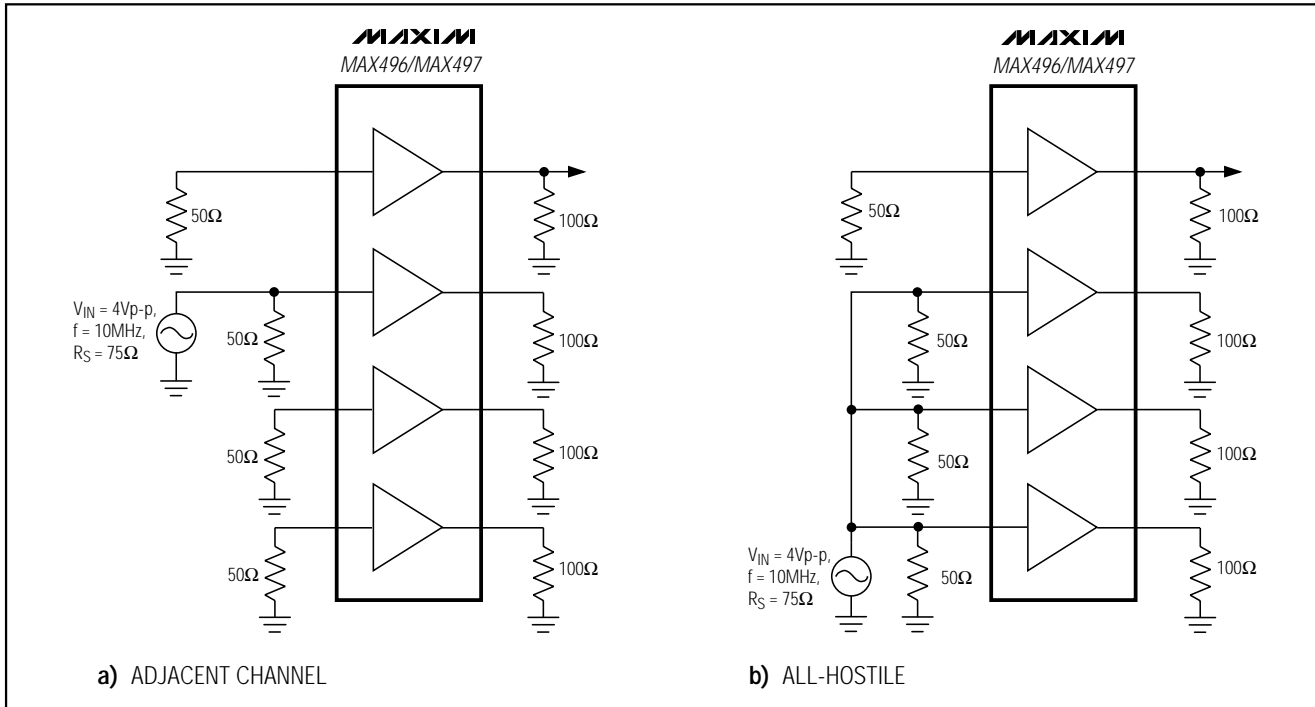 MAXIM
MAX496/MAX497
50Ω
100Ω
VIN = 4Vp-p,
f = 10MHz,
RS = 75Ω
50Ω
100Ω
50Ω
100Ω
50Ω
100Ω
a) ADJACENT CHANNEL
MAXIM
MAX496/MAX497
50Ω
100Ω
50Ω
100Ω
50Ω
100Ω
VIN = 4Vp-p,
f = 10MHz,
RS = 75Ω
50Ω
100Ω
b) ALL-HOSTILE